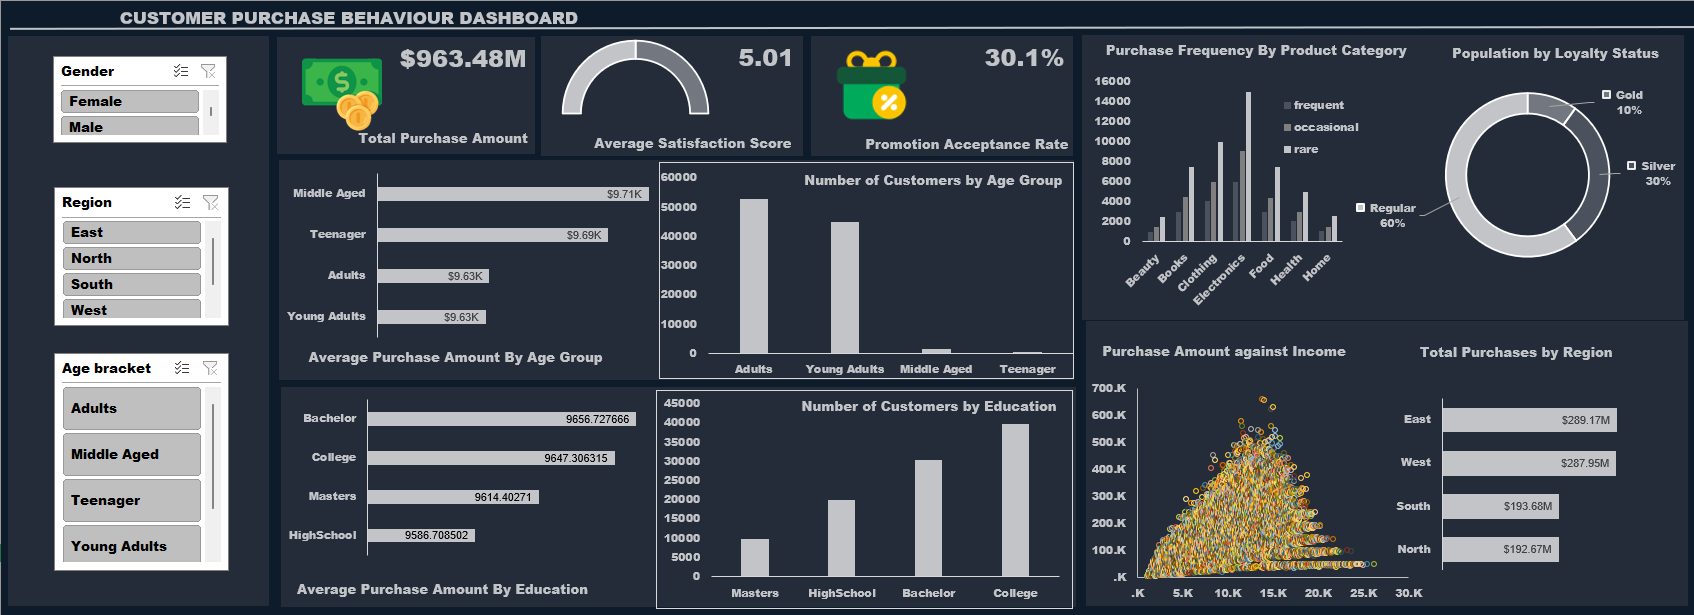 CUSTOMER PURCHASE BEHAVIOUR DASHBOARD
Gender
Female
Male
Region
East
North
South
West
Age bracket
Adults
Middle Aged
Teenager
Young Adults
$963.48M
Total Purchase Amount
5.01
Average Satisfaction Score
%
30.1%
Promotion Acceptance Rate
Middle Aged
$9.71K
Teenager
$9.69K
Adults
$9.63K
Young Adults
$9.63K
Average Purchase Amount By Age Group
Number of Customers by Age Group
60000
50000
40000
30000
20000
10000
0
Adults
Young Adults
Middle Aged
Teenager
Bachelor
9656.727666
College
9647.306315
Masters
9614.40271
HighSchool
9586.708502
Average Purchase Amount By Education
Number of Customers by Education
45000
40000
35000
30000
25000
20000
15000
10000
5000
0
Masters
HighSchool
Bachelor
College
Purchase Frequency By Product Category
16000
14000
12000
10000
8000
6000
4000
2000
0
frequent
occasional
rare
Beauty
Books
Clothing
Electronics
Food
Health
Home
Population by Loyalty Status
Gold
10%
Silver
30%
Regular
60%
Purchase Amount against Income
700.K
600.K
500.K
400.K
300.K
200.K
100.K
.K
.K
5.K
10.K
15.K
20.K
25.K
30.K
Total Purchases by Region
East
$289.17M
West
$287.95M
South
$193.68M
North
$192.67M